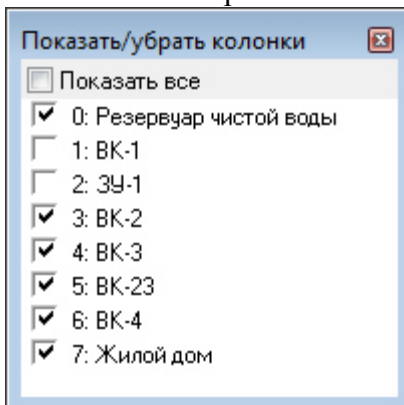 Показать/убрать колонки
Показать все
0: Резервуар чистой воды
1: ВК-1
2: ЗУ-1
3: ВК-2
4: ВК-3
5: ВК-23
6: ВК-4
7: Жилой дом